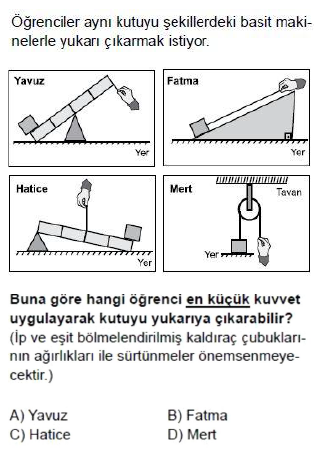 Öğrenciler aynı kutuyu şekillerdeki basit maki-
nelerle yukarı çıkarmak istiyor.
Yavuz
Yer
Fatma
Yer
Hatice
Yer
Mert
Tavan
Yer
Buna göre hangi öğrenci en küçük kuvvet
uygulayarak kutuyu yukarıya çıkarabilir?
(İp ve eşit bölmelendirilmiş kaldıraç çubukları-
nın ağırlıkları ile sürtünmeler önemsenmeye-
cektir.)
A) Yavuz
B) Fatma
C) Hatice
D) Mert